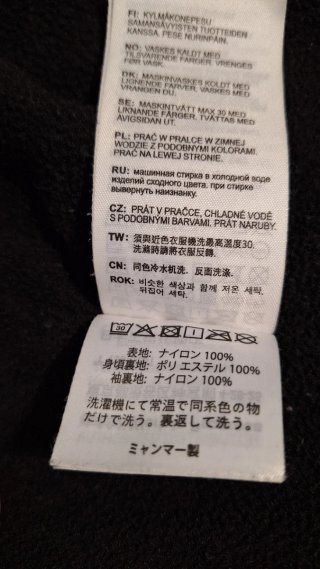 FI: KYLMÄKONEPESU
SAMANSÄVYISTEN TUOTTEIDEN
KANSSA. PESE NURINPÄIN.
NO: VASKES KALDT MED
TILSVARENDE FARGER. VRENGES
FØR VASK.
DK: MASKINVASKES KOLDT MED
LIGNENDE FARVER. VASKES MED
VRANGEN DU.
SE: MASKINTVÄTT MAX 30 MED
LIKNANDE FÄRGER. TVÄTTAS MED
AVIGSIDAN UT.
PL: PRAĆ W PRALCE W ZIMNEJ
WODZIE Z PODOBNYMI KOLORAMI.
PRAĆ NA LEWEJ STRONIE.
RU: машинная стирка в холодной воде
изделий сходного цвета. при стирке
вывернуть наизнанку.
CZ: PRÁT V PRAČCE, CHLADNÉ VODĚ
S PODOBNÝMI BARVAMI. PRÁT NARUBY.
TW: 須與近色衣服機洗最高溫度30.
洗滌時請將衣服反轉.
CN: 同色冷水机洗. 反面洗涤.
ROK: 비슷한 색상과 함께 저온 세탁.
뒤집어 세탁.
30
表地: ナイロン 100%
身頃裏地: ポリエステル 100%
袖裏地: ナイロン 100%
洗濯機にて常温で同系色の物
だけで洗う。裏返して洗う。
ミャンマー製